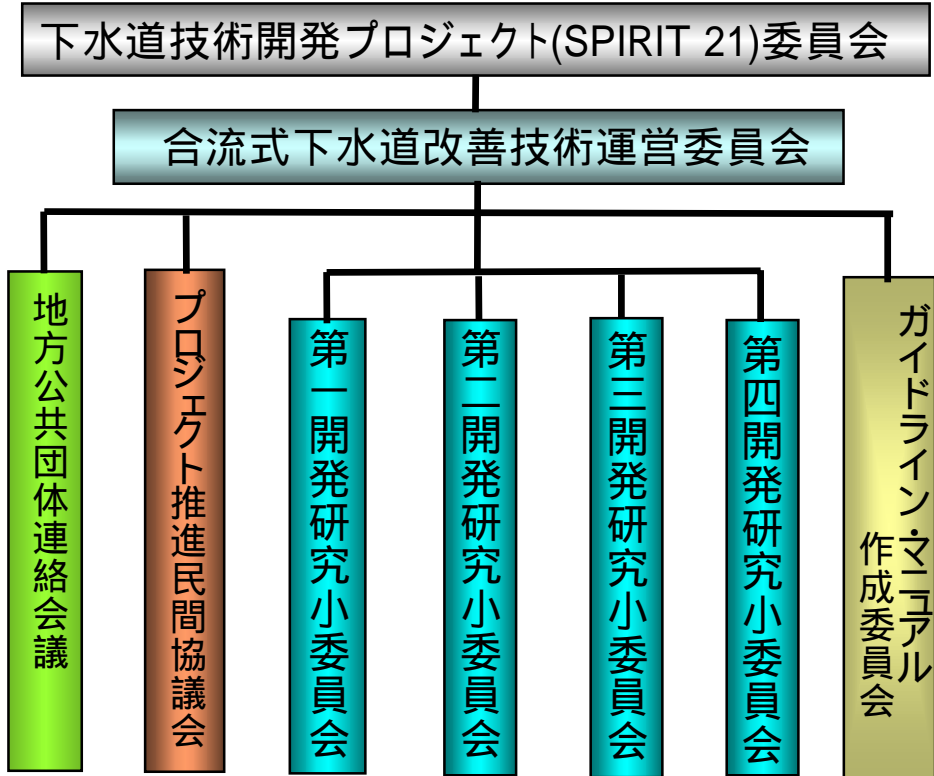 下水道技術開発プロジェクト(SPIRIT 21)委員会
合流式下水道改善技術運営委員会
地方公共団体連絡会議
プロジェクト推進民間協議会
第一開発研究小委員会
第二開発研究小委員会
第三開発研究小委員会
第四開発研究小委員会
ガイドライン・マニュアル
作成委員会